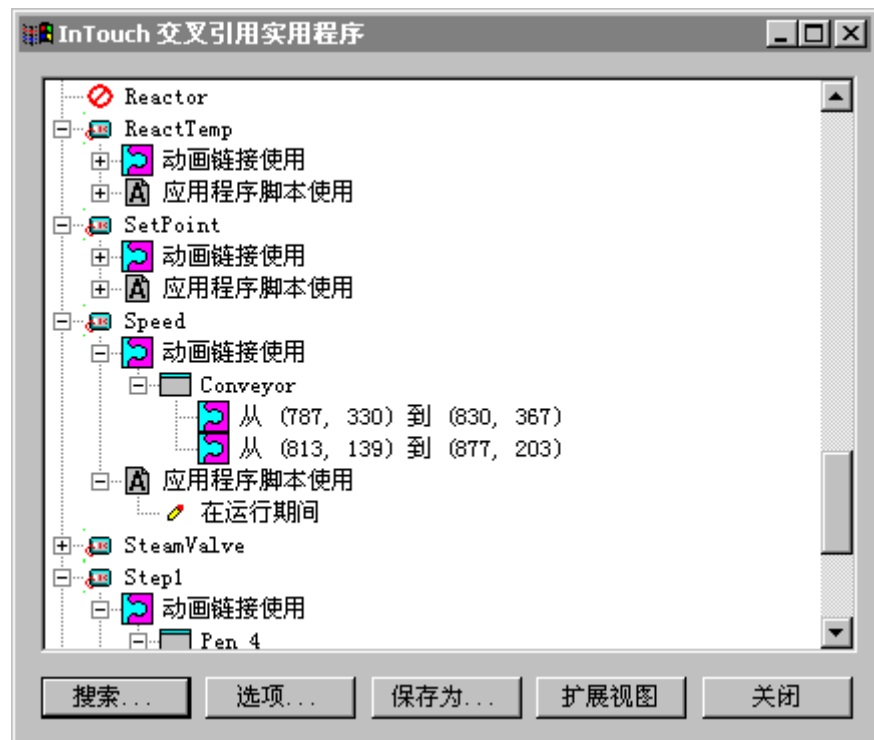 InTouch 交叉引用实用程序
Reactor
ReactTemp
动画链接使用
应用程序脚本使用
SetPoint
动画链接使用
应用程序脚本使用
Speed
动画链接使用
Conveyor
从 (787, 330) 到 (830, 367)
从 (813, 139) 到 (877, 203)
应用程序脚本使用
在运行期间
SteamValve
Step1
动画链接使用
Pen 4
搜索... 选项... 保存为... 扩展视图 关闭